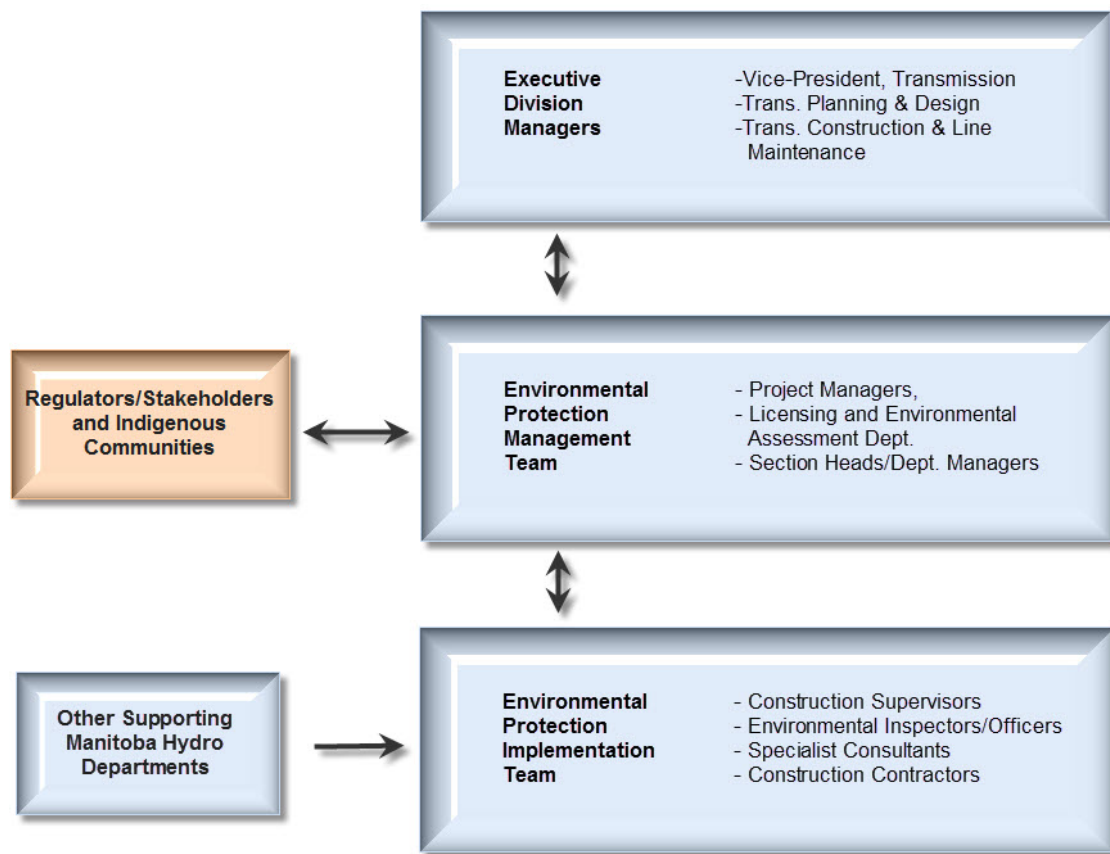 Executive -Vice-President, Transmission
Division -Trans. Planning & Design
Managers -Trans. Construction & Line
Maintenance
Regulators/Stakeholders
and Indigenous
Communities
Environmental - Project Managers,
Protection - Licensing and Environmental
Management Assessment Dept.
Team - Section Heads/Dept. Managers
Other Supporting
Manitoba Hydro
Departments
Environmental - Construction Supervisors
Protection - Environmental Inspectors/Officers
Implementation - Specialist Consultants
Team - Construction Contractors